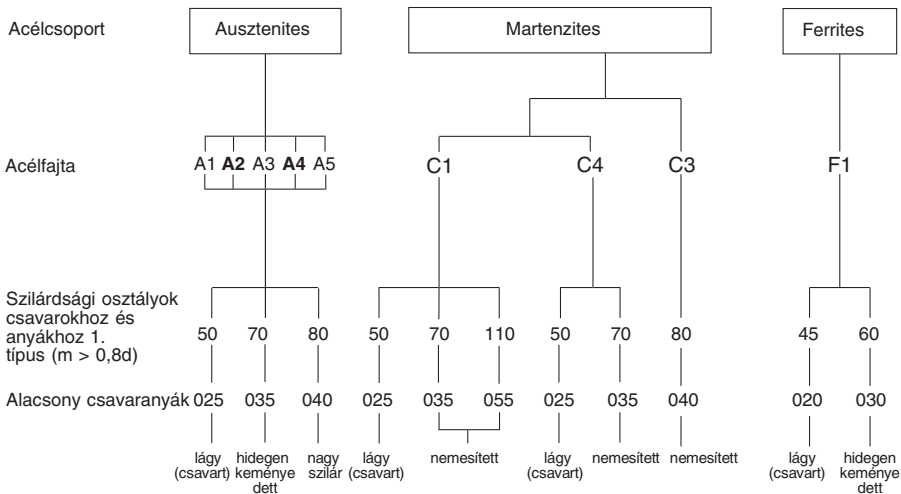 Acélcsoport Ausztenites Martenzites Ferrites
Acélfajta A1 A2 A3 A4 A5 C1 C4 C3 F1
Szilárdsági osztályok
csavarokhoz és
anyákhoz 1.
típus (m > 0,8d)
50 70 80 50 70 110 50 70 80 45 60
Alacsony csavaranyák 025 035 040 025 035 055 025 035 040 020 030
lágy
(csavart)
hidegen
keménye
dett
nagy
szilár
lágy
(csavart)
nemesített
lágy
(csavart)
nemesített
nemesített
lágy
(csavart)
hidegen
keménye
dett